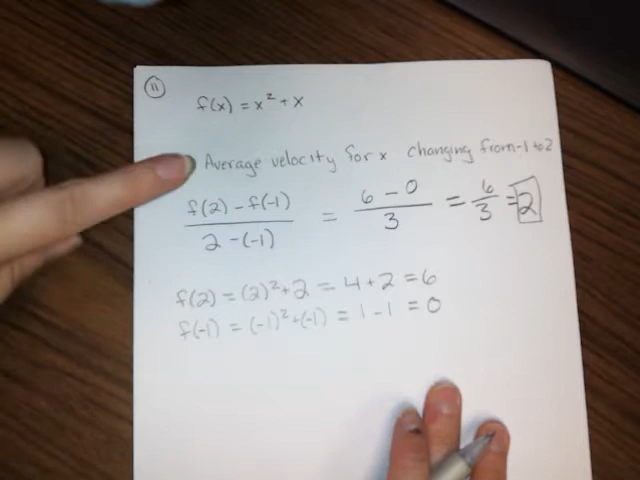 11
f(x) = x² + x
Average velocity for x changing from -1 to 2
f(2) - f(-1) / 2 - (-1) = 6 - 0 / 3 = 6 / 3 = 2
f(2) = (2)² + 2 = 4 + 2 = 6
f(-1) = (-1)² + (-1) = 1 - 1 = 0